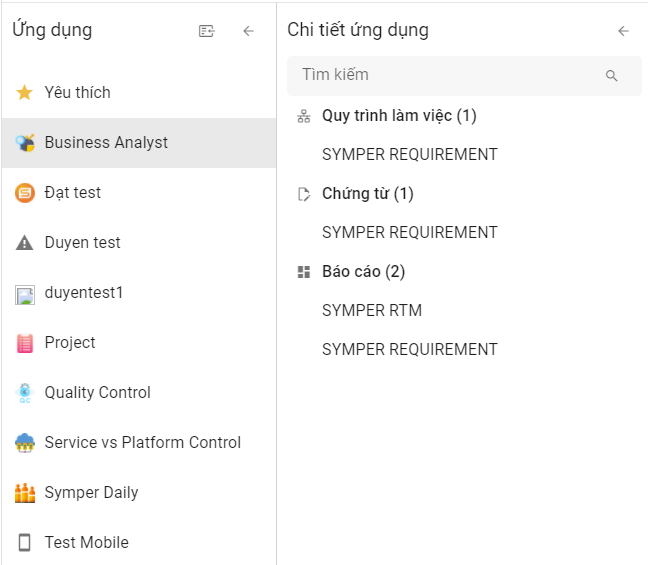 Ứng dụng
Yêu thích
Business Analyst
Đạt test
Duyen test
duyentest1
Project
QC
Quality Control
Service vs Platform Control
Symper Daily
Test Mobile
Chi tiết ứng dụng
Tìm kiếm
Quy trình làm việc (1)
SYMPER REQUIREMENT
Chứng từ (1)
SYMPER REQUIREMENT
Báo cáo (2)
SYMPER RTM
SYMPER REQUIREMENT